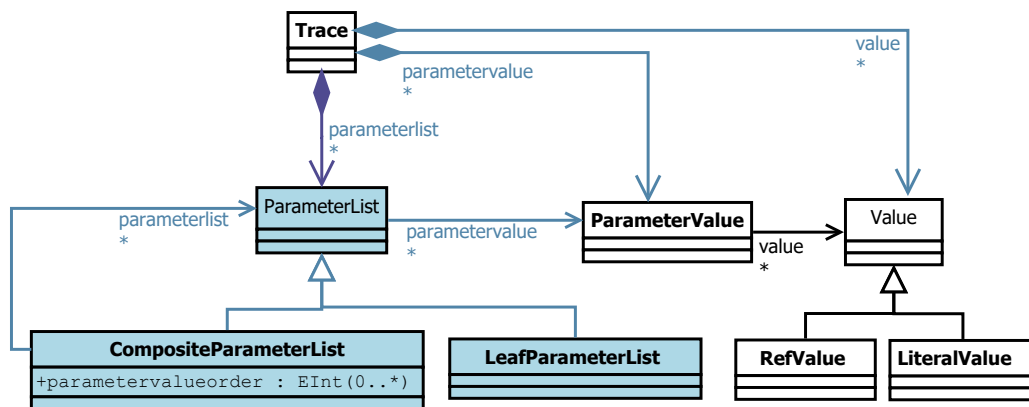 Trace
value
*
parametervalue
*
parameterlist
*
ParameterList
parameterlist
*
parametervalue
*
ParameterValue
value
*
Value
CompositeParameterList
+parametervalueorder : EInt(0..*)
LeafParameterList
RefValue
LiteralValue